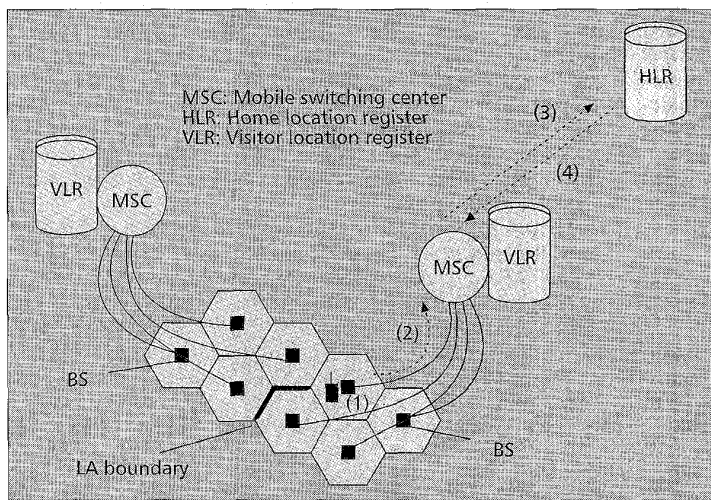 HLR
MSC: Mobile switching center
HLR: Home location register
VLR: Visitor location register
(3)
(4)
VLR
MSC
MSC
VLR
(2)
BS
(1)
LA boundary
BS